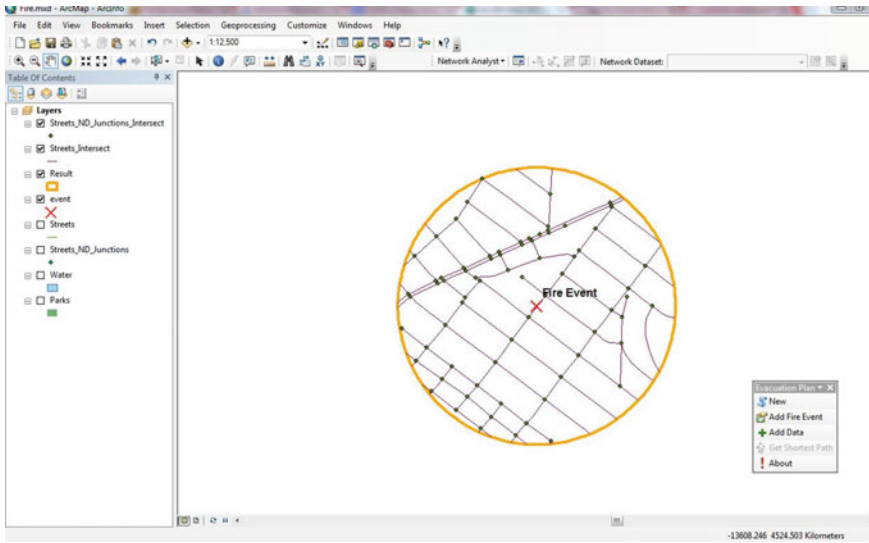 Fire.mxd - ArcMap - ArcInfo
File Edit View Bookmarks Insert Selection Geoprocessing Customize Windows Help
1:12,500
Network Analyst
Network Dataset:
Table Of Contents
Layers
Streets_ND_Junctions_Intersect
Streets_Intersect
Result
event
Streets
Streets_ND_Junctions
Water
Parks
Fire Event
Evacuation Plan
New
Add Fire Event
Add Data
Get Shortest Path
About
-13608.246 4524.503 Kilometers